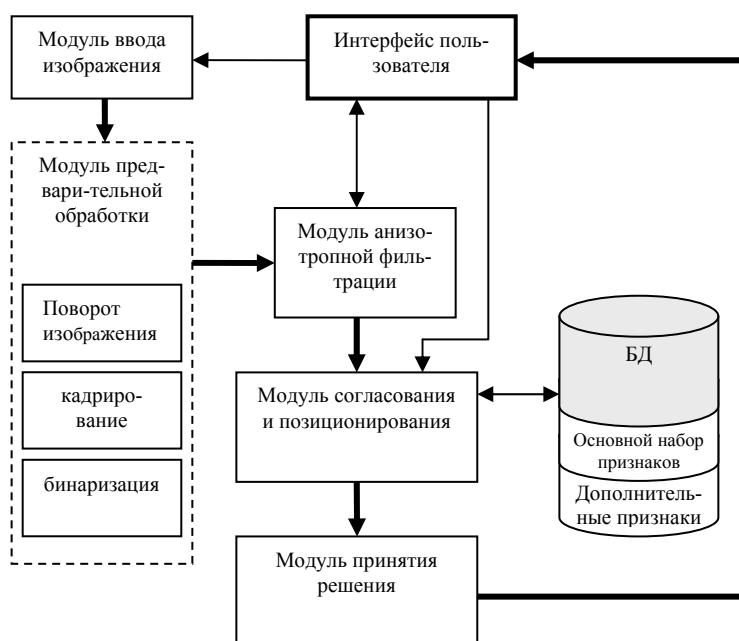 Модуль ввода
изображения
Интерфейс поль-
зователя
Модуль пред-
вари-тельной
обработки
Модуль анизо-
тропной филь-
трации
Поворот
изображения
кадриро-
вание
бинаризация
Модуль согласования
и позиционирования
БД
Основной набор
признаков
Дополнитель-
ные признаки
Модуль принятия
решения